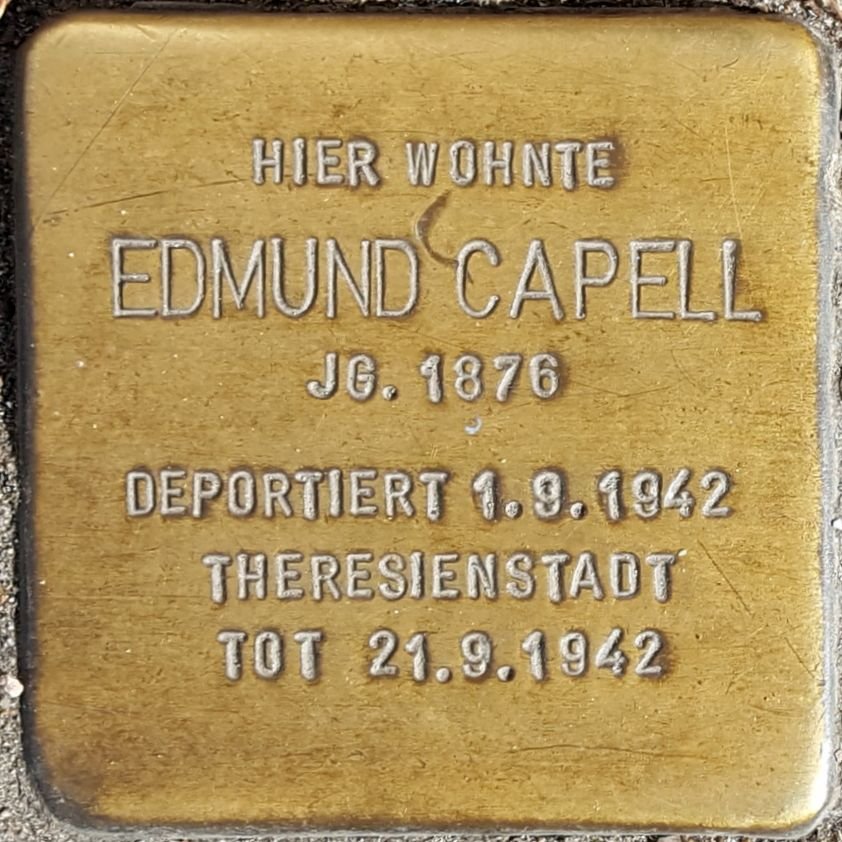 HIER WOHNTE
EDMUND CAPELL
JG. 1876
DEPORTIERT 1.9.1942
THERESIENSTADT
TOT 21.9.1942